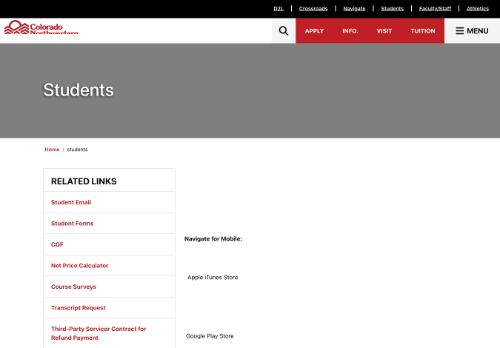 D2L
Crossroads
Navigate
Students
Faculty/Staff
Athletics
Colorado
Northwestern
APPLY
INFO.
VISIT
TUITION
MENU
Students
Home / students
RELATED LINKS
Student Email
Student Forms
COF
Net Price Calculator
Course Surveys
Transcript Request
Third-Party Servicer Contract for
Refund Payment
Navigate for Mobile:
Apple iTunes Store
Google Play Store